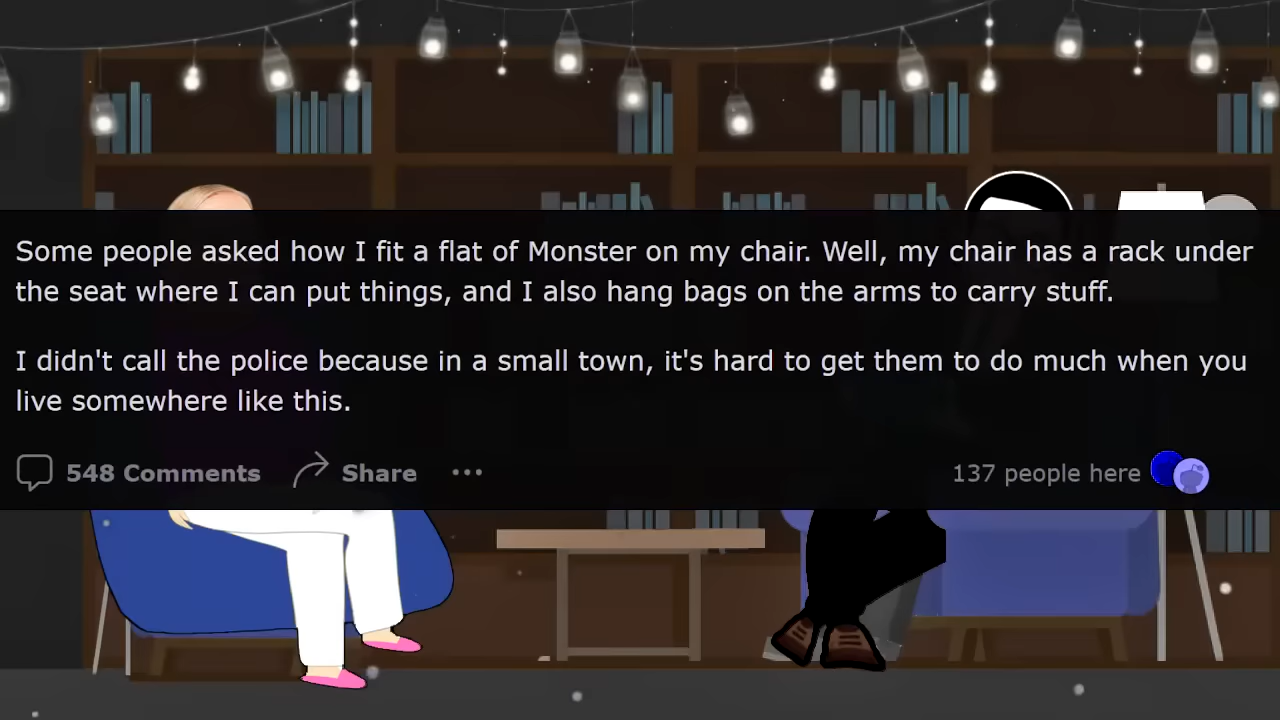 Some people asked how I fit a flat of Monster on my chair. Well, my chair has a rack under
the seat where I can put things, and I also hang bags on the arms to carry stuff.
I didn't call the police because in a small town, it's hard to get them to do much when you
live somewhere like this.
548 Comments Share ••• 137 people here